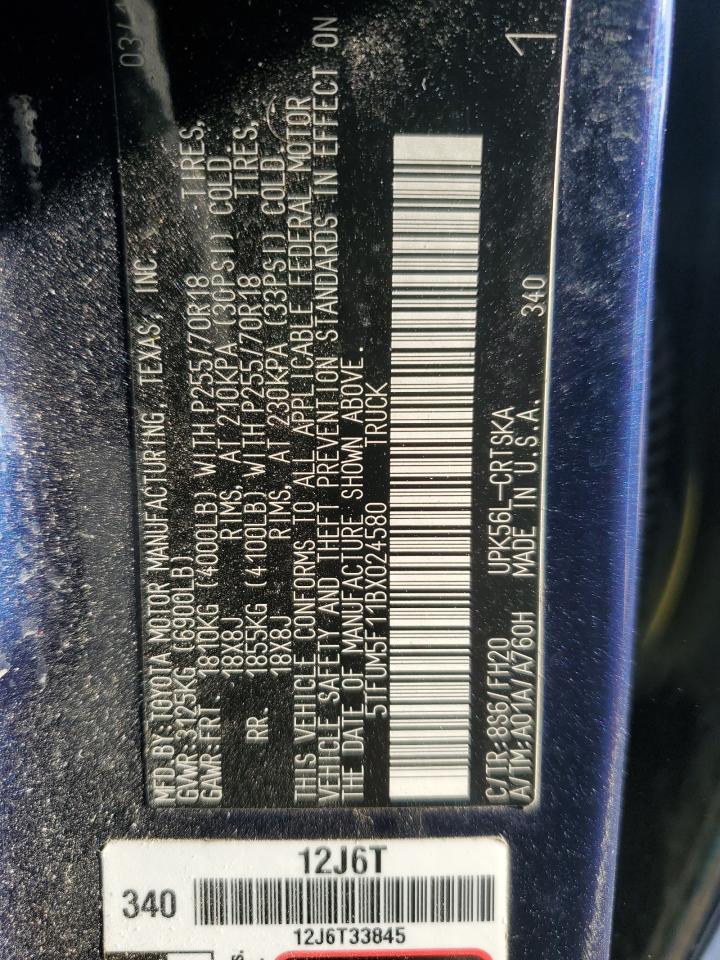 MFD BY:TOYOTA MOTOR MANUFACTURING, TEXAS, INC. 03/
GVWR:3125KG (6900LB)
GAWR:FRT. 1810KG (4000LB) WITH P255/70R18 TIRES,
18X8J RIMS, AT 210KPA (30PSI) COLD
RR. 1855KG (4100LB) WITH P255/70R18 TIRES,
18X8J RIMS, AT 230KPA (33PSI) COLD
THIS VEHICLE CONFORMS TO ALL APPLICABLE FEDERAL MOTOR
VEHICLE SAFETY AND THEFT PREVENTION STANDARDS IN EFFECT ON
THE DATE OF MANUFACTURE SHOWN ABOVE.
5TFUM5F11BX024580 TRUCK
1
C/TR:8S6/FH20 UPK56L-CRTSKA 340
A/TM:A01A/A760H MADE IN U.S.A.
12J6T
340
12J6T33845